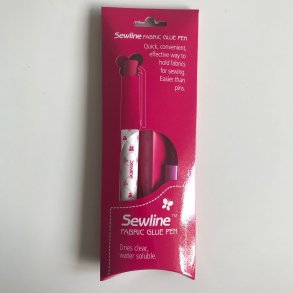 Sewline FABRIC GLUE PEN
Quick, convenient,
effective way to
hold fabrics
for sewing.
Easier than
pins.
Sewline™
FABRIC GLUE PEN
Dries clear,
water soluble.